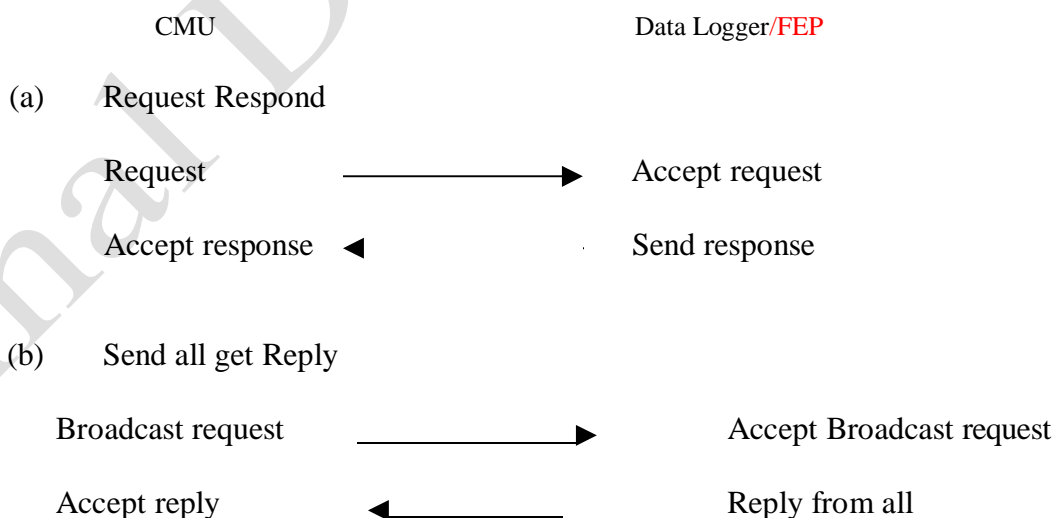 CMU Data Logger/FEP
(a) Request Respond
Request Accept request
Accept response Send response
(b) Send all get Reply
Broadcast request Accept Broadcast request
Accept reply Reply from all